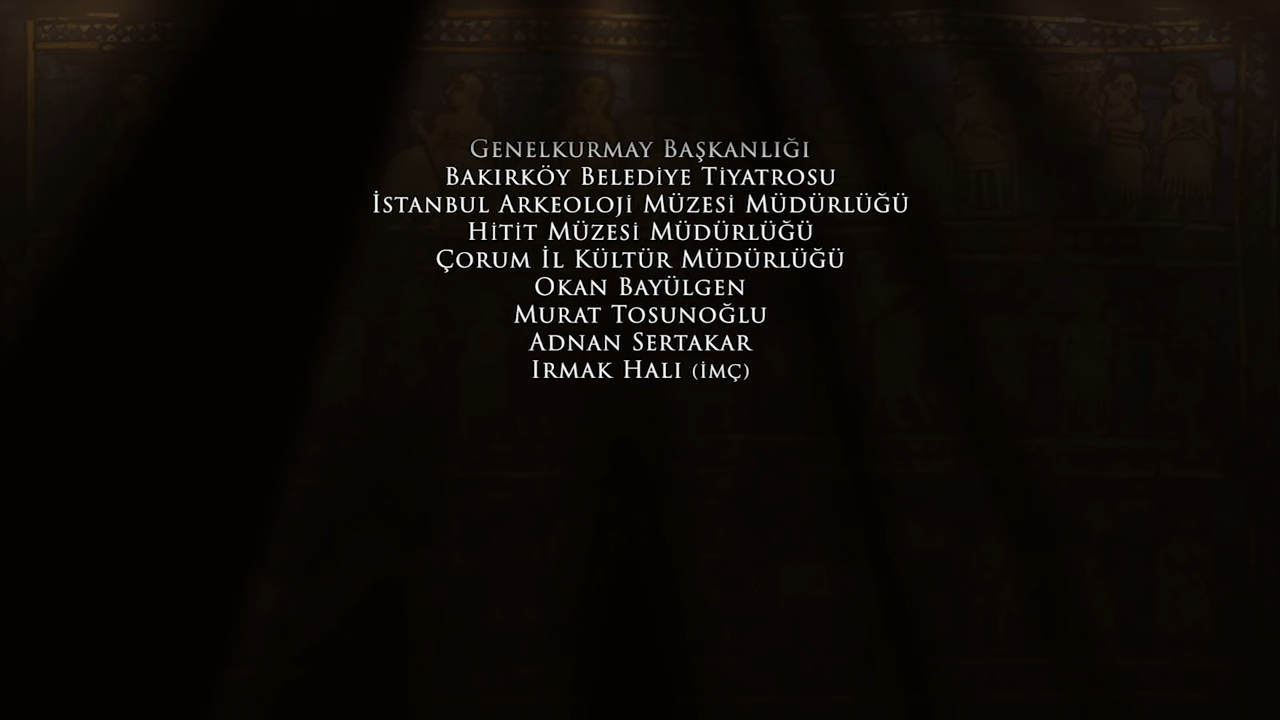 Genelkurmay Başkanlığı
Bakırköy Belediye Tiyatrosu
İstanbul Arkeoloji Müzesi Müdürlüğü
Hitit Müzesi Müdürlüğü
Çorum İl Kültür Müdürlüğü
Okan Bayülgen
Murat Tosunoğlu
Adnan Sertakar
Irmak Halı (İMÇ)